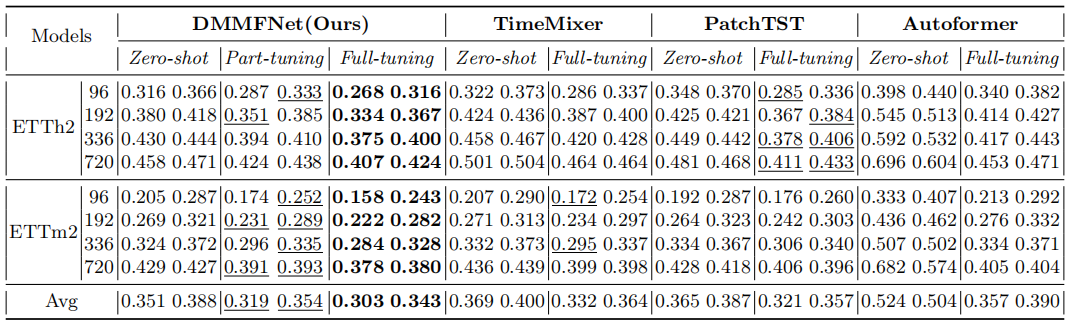 Models DMMFNet(Ours) TimeMixer PatchTST Autoformer
Zero-shot Part-tuning Full-tuning Zero-shot Full-tuning Zero-shot Full-tuning Zero-shot Full-tuning
ETTh2
96 0.316 0.366 0.287 0.333 0.268 0.316 0.322 0.373 0.286 0.337 0.348 0.370 0.285 0.336 0.398 0.440 0.340 0.382
192 0.380 0.418 0.351 0.385 0.334 0.367 0.424 0.436 0.387 0.400 0.425 0.421 0.367 0.384 0.545 0.513 0.414 0.427
336 0.430 0.444 0.394 0.410 0.375 0.400 0.458 0.467 0.420 0.428 0.449 0.442 0.378 0.406 0.592 0.532 0.417 0.443
720 0.458 0.471 0.424 0.438 0.407 0.424 0.501 0.504 0.464 0.464 0.481 0.468 0.411 0.433 0.696 0.604 0.453 0.471
ETTm2
96 0.205 0.287 0.174 0.252 0.158 0.243 0.207 0.290 0.172 0.254 0.192 0.287 0.176 0.260 0.333 0.407 0.213 0.292
192 0.269 0.321 0.231 0.289 0.222 0.282 0.271 0.313 0.234 0.297 0.264 0.323 0.242 0.303 0.436 0.462 0.276 0.332
336 0.324 0.372 0.296 0.335 0.284 0.328 0.332 0.373 0.295 0.337 0.334 0.367 0.306 0.340 0.507 0.502 0.334 0.371
720 0.429 0.427 0.391 0.393 0.378 0.380 0.436 0.439 0.399 0.398 0.428 0.418 0.406 0.396 0.682 0.574 0.405 0.404
Avg 0.351 0.388 0.319 0.354 0.303 0.343 0.369 0.400 0.332 0.364 0.365 0.387 0.321 0.357 0.524 0.504 0.357 0.390